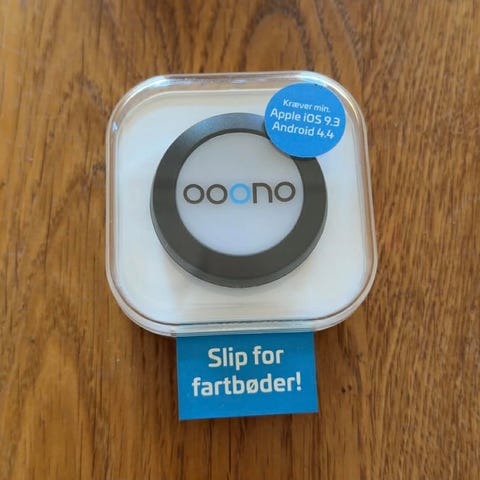 Kræver min.
Apple iOS 9.3
Android 4.4
ooono
Slip for
fartbøder!